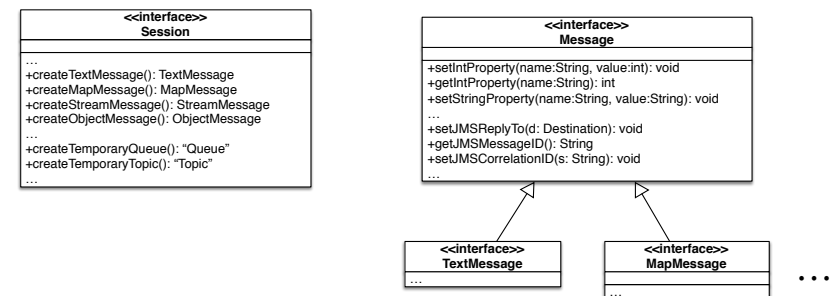 <<interface>>
Session
...
+createTextMessage(): TextMessage
+createMapMessage(): MapMessage
+createStreamMessage(): StreamMessage
+createObjectMessage(): ObjectMessage
...
+createTemporaryQueue(): “Queue”
+createTemporaryTopic(): “Topic”
...
<<interface>>
Message
+setIntProperty(name:String, value:int): void
+getIntProperty(name:String): int
+setStringProperty(name:String, value:String): void
...
+setJMSReplyTo(d: Destination): void
+getJMSMessageID(): String
+setJMSCorrelationID(s: String): void
...
<<interface>>
TextMessage
...
<<interface>>
MapMessage
...
...